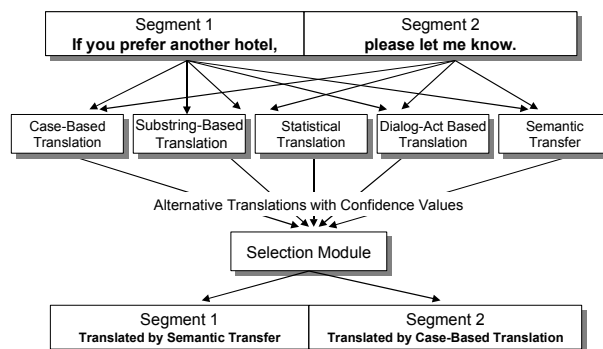 Segment 1
If you prefer another hotel,
Segment 2
please let me know.
Case-Based
Translation
Substring-Based
Translation
Statistical
Translation
Dialog-Act Based
Translation
Semantic
Transfer
Alternative Translations with Confidence Values
Selection Module
Segment 1
Translated by Semantic Transfer
Segment 2
Translated by Case-Based Translation